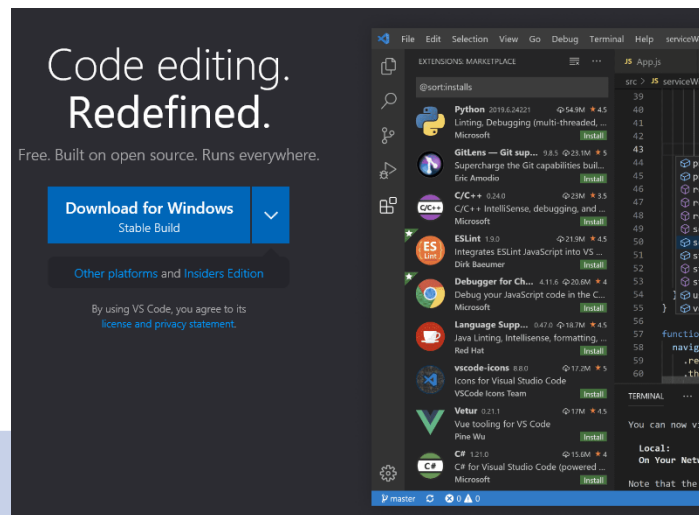 Code editing.
Redefined.
Free. Built on open source. Runs everywhere.
Download for Windows
Stable Build
Other platforms and Insiders Edition
By using VS Code, you agree to its
license and privacy statement.
File Edit Selection View Go Debug Terminal Help serviceW
EXTENSIONS: MARKETPLACE
@sort:installs
Python 2019.6.24221 54.9M 4.5
Linting, Debugging (multi-threaded, ...
Microsoft Install
GitLens — Git sup... 9.8.5 23.1M 5
Supercharge the Git capabilities buil...
Eric Amodio Install
C/C++ 0.24.0 23M 3.5
C/C++ IntelliSense, debugging, and ...
Microsoft Install
ESLint 1.9.0 21.9M 4.5
Integrates ESLint JavaScript into VS ...
Dirk Baeumer Install
Debugger for Ch... 4.11.6 20.6M 4
Debug your JavaScript code in the C...
Microsoft Install
Language Supp... 0.47.0 18.7M 4.5
Java Linting, Intellisense, formatting, ...
Red Hat Install
vscode-icons 8.8.0 17.2M 5
Icons for Visual Studio Code
VSCode Icons Team Install
Vetur 0.21.1 17M 4.5
Vue tooling for VS Code
Pine Wu Install
C# 1.21.0 15.6M 4
C# for Visual Studio Code (powered ...
Microsoft Install
master 0 0
JS App.js
src > JS serviceW
39
40
41
42
43
44 p
45 p
46 r
47 r
48 r
49 s
50 s
51 s
52 s
53 s
54 } u
55 } v
56
57 functio
58 navig
59 .re
60 .th
TERMINAL ...
You can now vi
Local:
On Your Netw
Note that the